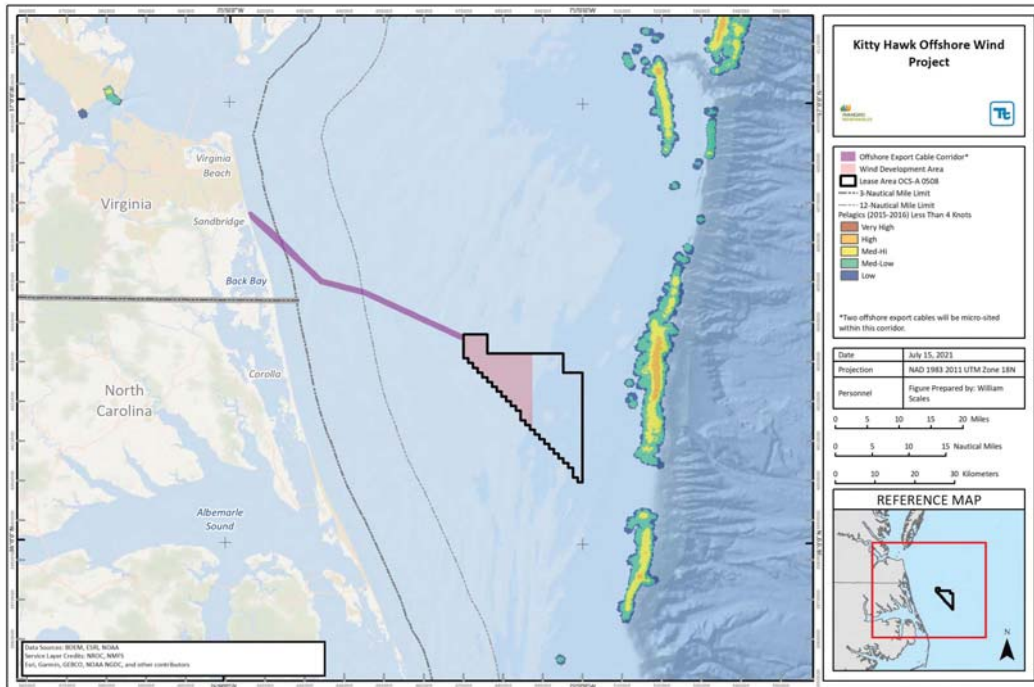 Kitty Hawk Offshore Wind
Project
Offshore Export Cable Corridor*
Wind Development Area
Lease Area OCS-A 0508
3-Nautical Mile Limit
12-Nautical Mile Limit
Pelagics (2015-2016) Less Than 4 Knots
Very High
High
Med-Hi
Med-Low
Low
*Two offshore export cables will be micro-sited
within this corridor.
Date
July 15, 2021
Projection
NAD 1983 2011 UTM Zone 18N
Personnel
Figure Prepared by: William
Scales
0 5 10 15 20 Miles
0 5 10 15 Nautical Miles
0 10 20 30 Kilometers
REFERENCE MAP
N
Virginia
Beach
Virginia
Sandbridge
Back Bay
North
Carolina
Corolla
Albemarle
Sound
Data Sources: BOEM, ESRI, NOAA
Service Layer Credits: NROC, NMFS
Esri, Garmin, GEBCO, NOAA NGDC, and other contributors